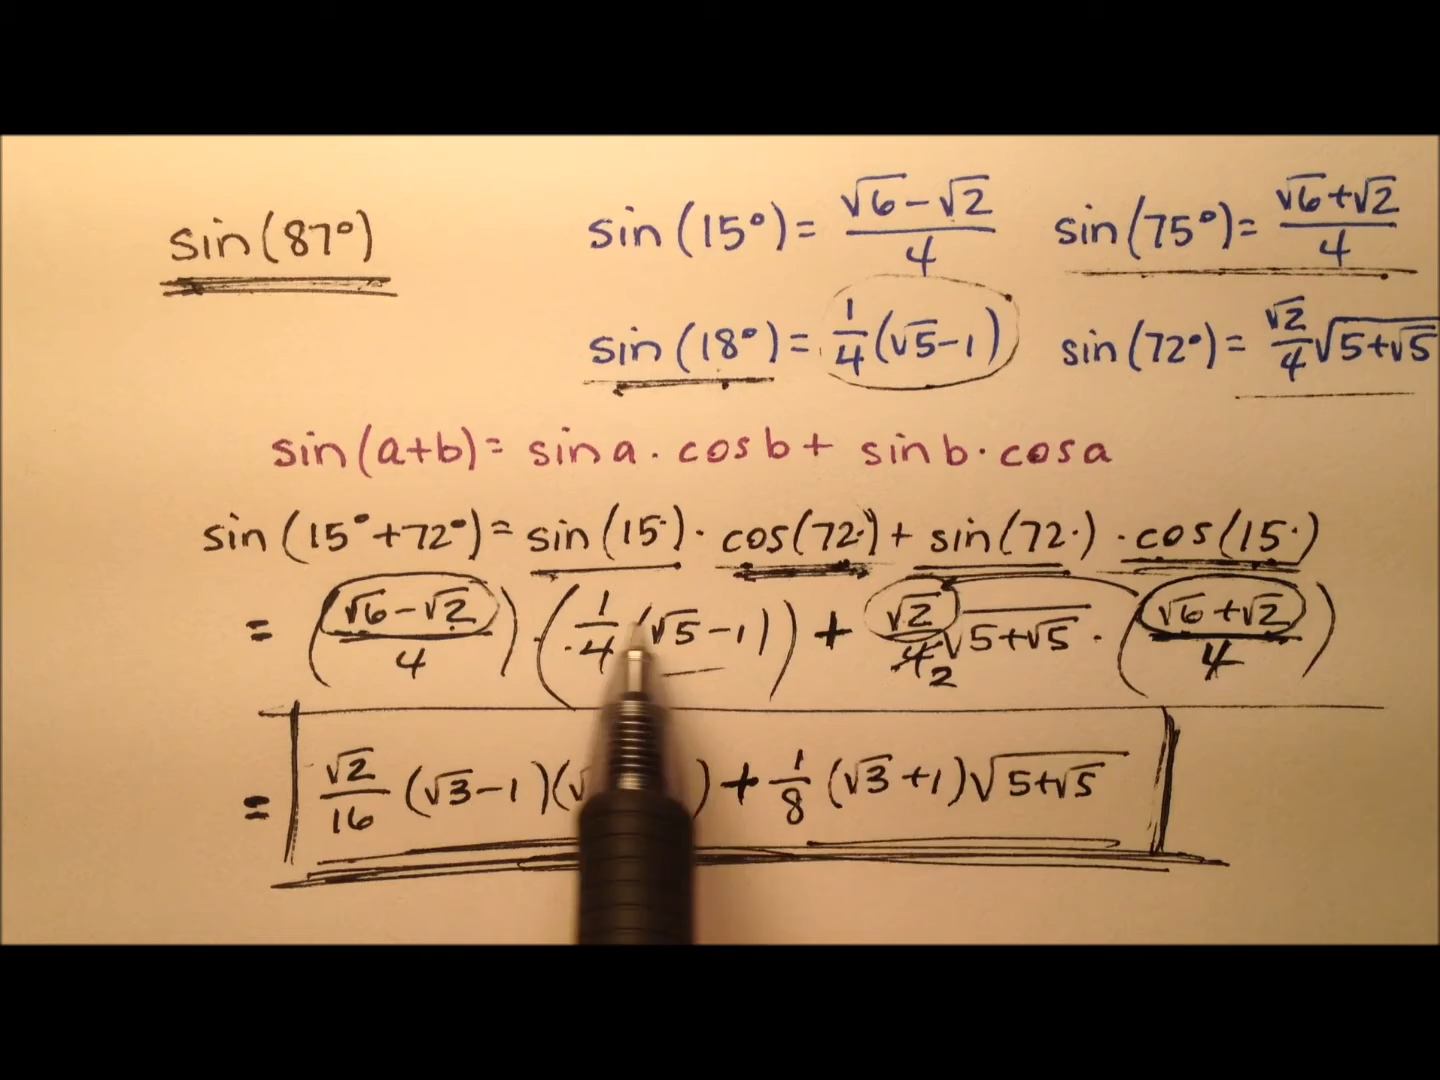 sin(87°)
sin(15°)= (√6-√2)/4
sin(75°)= (√6+√2)/4
sin(18°)= 1/4(√5-1)
sin(72°)= √2/4 √(5+√5)
sin(a+b)= sin a · cos b + sin b · cos a
sin(15°+72°)= sin(15°) · cos(72°) + sin(72°) · cos(15°)
= ((√6-√2)/4) · (1/4(√5-1)) + √2/4 2 √(5+√5) · ((√6+√2)/4)
= √2/16 (√3-1)(√ ) + 1/8 (√3+1)√(5+√5)